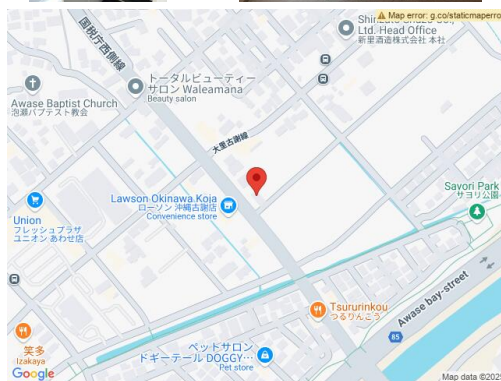 Map error: g.co/staticmaperro
国税庁西側線
Shinzato Shuzo Co.,
Ltd. Head Office
新里酒造株式会社 本社
トータルビューティー
サロン Waleamana
Beauty salon
Awase Baptist Church
泡瀬バプテスト教会
大里古謝線
Lawson Okinawa Koja
ローソン 沖縄古謝店
Convenience store
Savori Park
サヨリ公園
Union
フレッシュプラザ
ユニオン あわせ店
Awase bay-street
85
Tsururinkou
つるりんこう
笑多
Izakaya
ペットサロン
ドギーテール DOGGY…
Pet store
Google
Map data ©2025